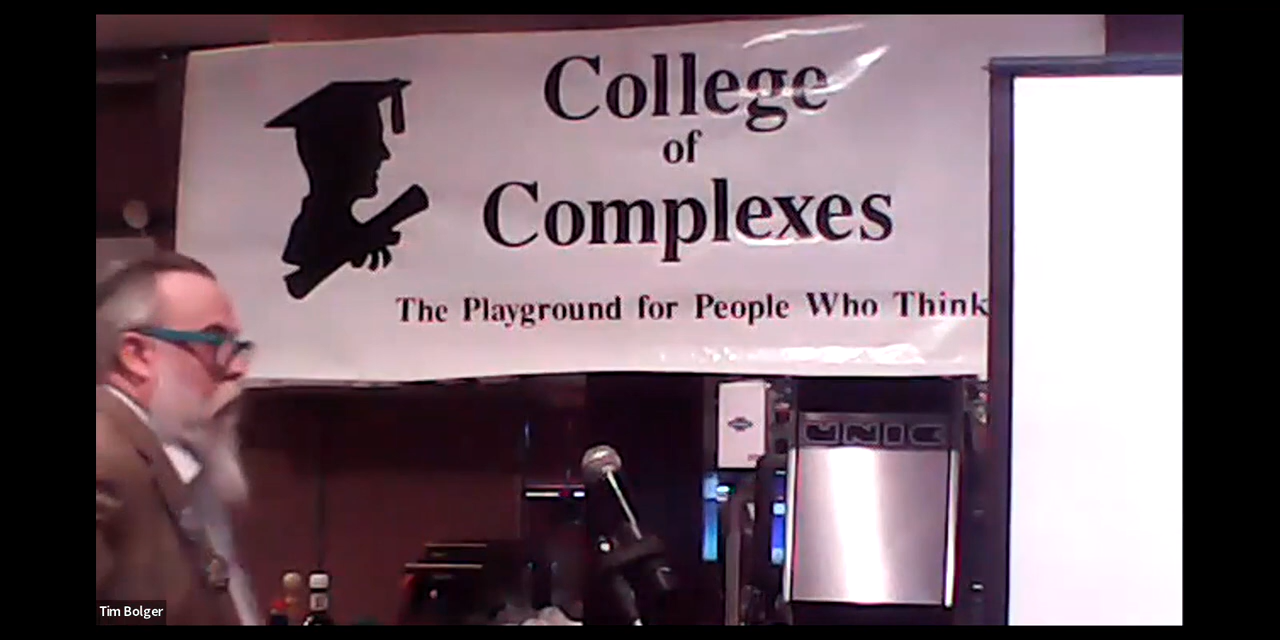 College
of
Complexes
The Playground for People Who Think
UNIC
Tim Bolger